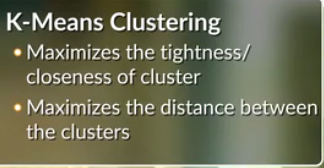 K-Means Clustering
• Maximizes the tightness/
closeness of cluster
• Maximizes the distance between
the clusters